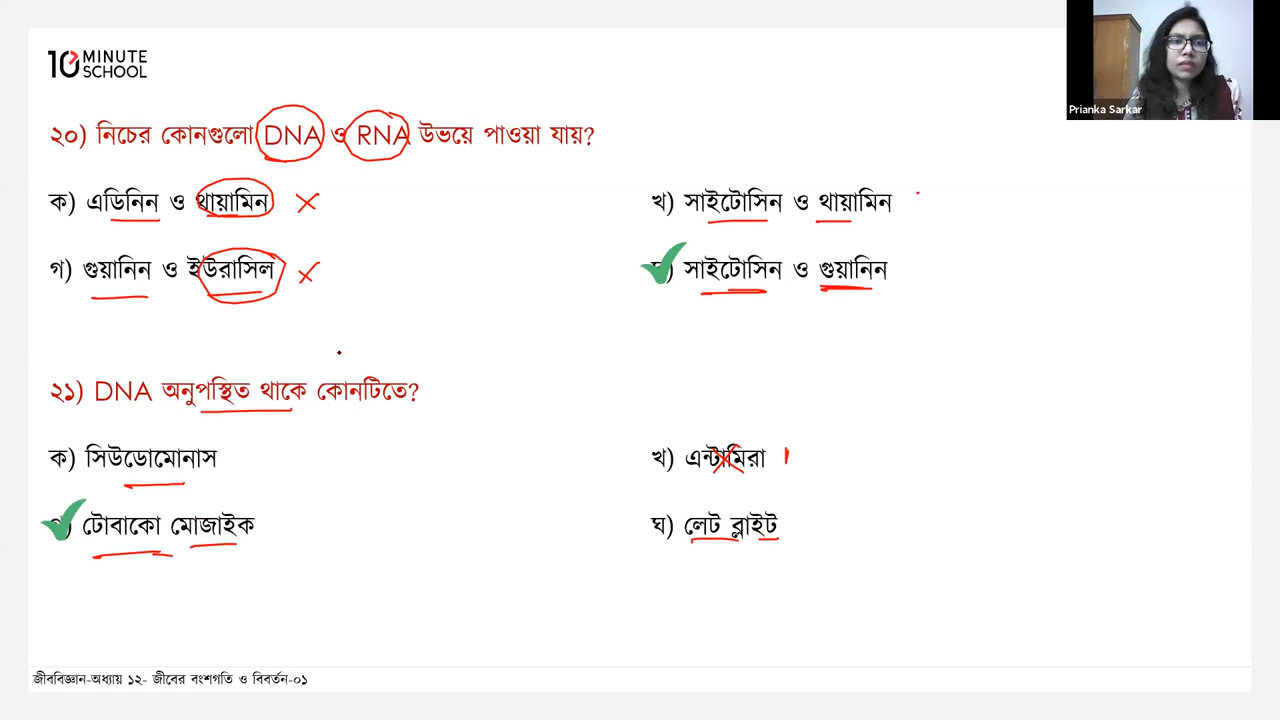 10 MINUTE SCHOOL
Prianka Sarkar
২০) নিচের কোনগুলো DNA ও RNA উভয়ে পাওয়া যায়?
ক) এডিনিন ও থায়ামিন
খ) সাইটোসিন ও থায়ামিন
গ) গুয়ানিন ও ইউরাসিল
সাইটোসিন ও গুয়ানিন
২১) DNA অনুপস্থিত থাকে কোনটিতে?
ক) সিউডোমোনাস
খ) এন্টামিরা
টোবাকো মোজাইক
ঘ) লেট ব্লাইট
জীববিজ্ঞান-অধ্যায় ১২- জীবের বংশগতি ও বিবর্তন-০১